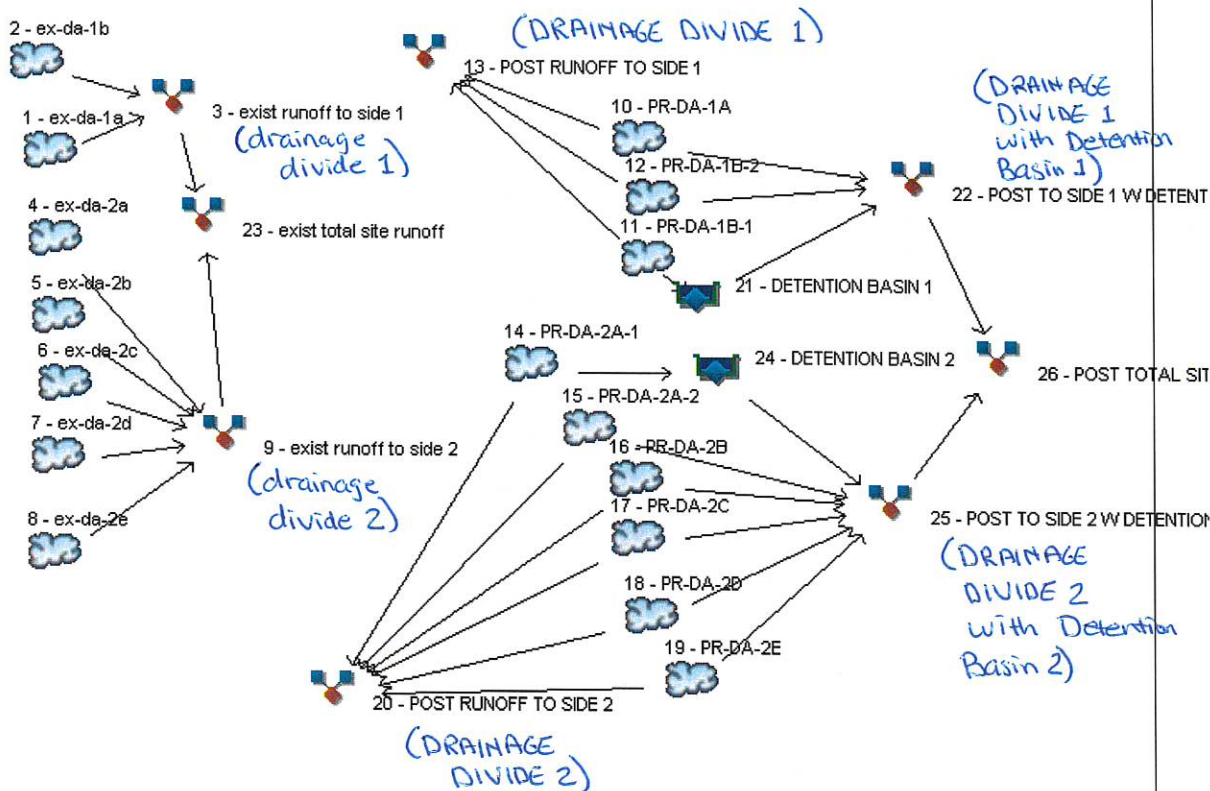 2 - ex-da-1b
1 - ex-da-1a
3 - exist runoff to side 1
(drainage
divide 1)
4 - ex-da-2a
23 - exist total site runoff
5 - ex-da-2b
6 - ex-da-2c
7 - ex-da-2d
8 - ex-da-2e
9 - exist runoff to side 2
(drainage
divide 2)
(DRAINAGE DIVIDE 1)
13 - POST RUNOFF TO SIDE 1
10 - PR-DA-1A
12 - PR-DA-1B-2
11 - PR-DA-1B-1
21 - DETENTION BASIN 1
(DRAINAGE
DIVIDE 1
with Detention
Basin 1)
22 - POST TO SIDE 1 W DETENT
14 - PR-DA-2A-1
24 - DETENTION BASIN 2
26 - POST TOTAL SIT
15 - PR-DA-2A-2
16 - PR-DA-2B
17 - PR-DA-2C
18 - PR-DA-2D
19 - PR-DA-2E
25 - POST TO SIDE 2 W DETENTION
(DRAINAGE
DIVIDE 2
with Detention
Basin 2)
20 - POST RUNOFF TO SIDE 2
(DRAINAGE
DIVIDE 2)